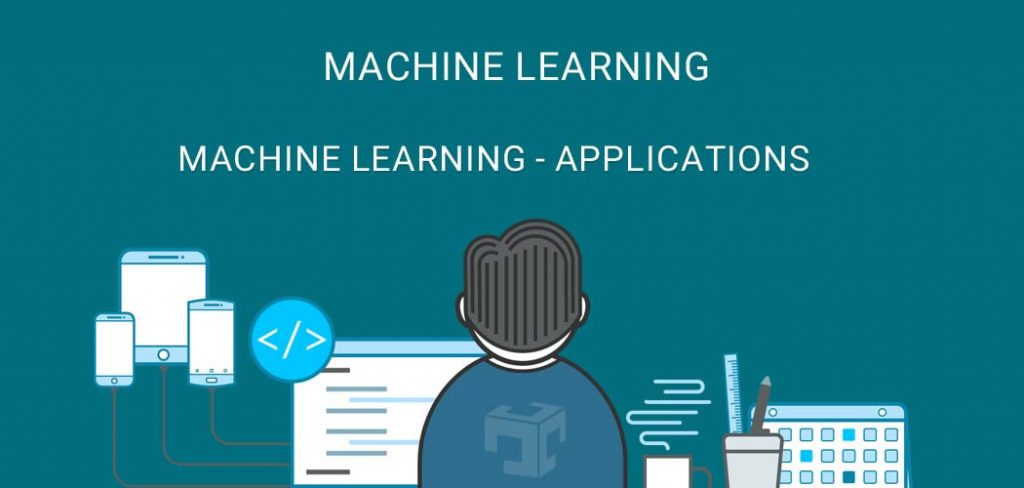 MACHINE LEARNING
MACHINE LEARNING - APPLICATIONS
</>